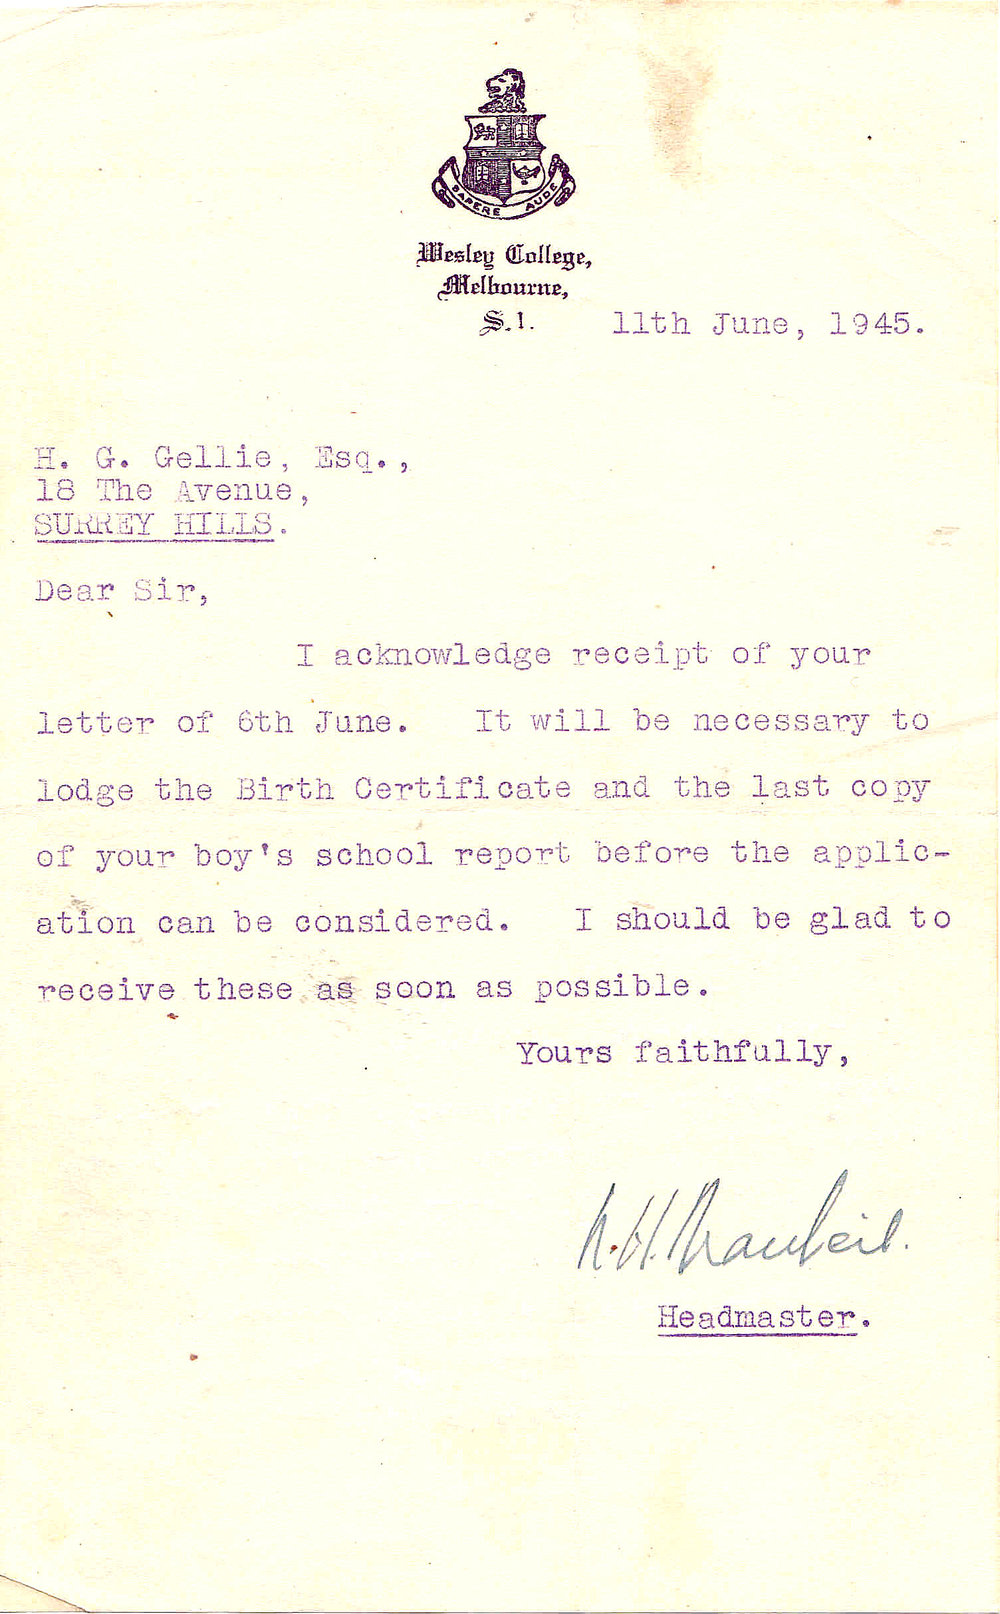 SAPERE AUDE
Wesley College,
Melbourne,
S.1.
11th June, 1945.
H. G. Gellie, Esq.,
18 The Avenue,
SURREY HILLS.
Dear Sir,
I acknowledge receipt of your
letter of 6th June. It will be necessary to
lodge the Birth Certificate and the last copy
of your boy's school report before the applic-
ation can be considered. I should be glad to
receive these as soon as possible.
Yours faithfully,
N. H.
Headmaster.